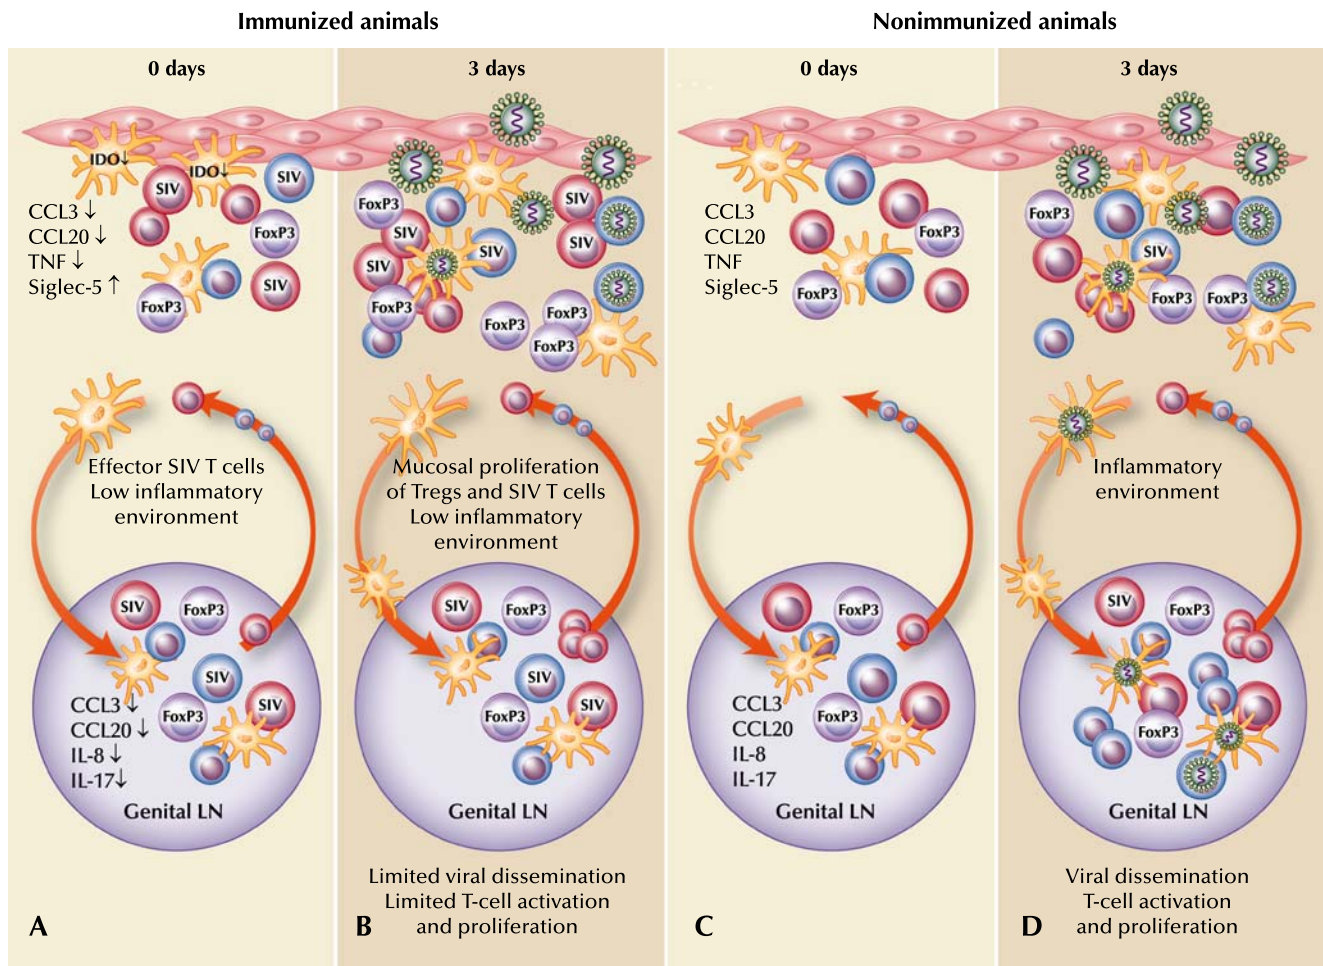 Immunized animals
Nonimmunized animals
0 days
3 days
0 days
3 days
IDO↓
IDO↓
SIV
SIV
CCL3 ↓
CCL20 ↓
TNF ↓
Siglec-5 ↑
FoxP3
SIV
FoxP3
Effector SIV T cells
Low inflammatory
environment
SIV
FoxP3
SIV
CCL3 ↓
CCL20 ↓
IL-8 ↓
IL-17↓
FoxP3
SIV
Genital LN
A
FoxP3
SIV
SIV
SIV
SIV
SIV
FoxP3
FoxP3
FoxP3
FoxP3
Mucosal proliferation
of Tregs and SIV T cells
Low inflammatory
environment
SIV
FoxP3
SIV
FoxP3
SIV
Genital LN
Limited viral dissemination
Limited T-cell activation
and proliferation
B
CCL3
CCL20
TNF
Siglec-5
FoxP3
FoxP3
FoxP3
CCL3
CCL20
IL-8
IL-17
FoxP3
Genital LN
C
FoxP3
SIV
FoxP3
FoxP3
Inflammatory
environment
SIV
FoxP3
FoxP3
Genital LN
Viral dissemination
T-cell activation
and proliferation
D